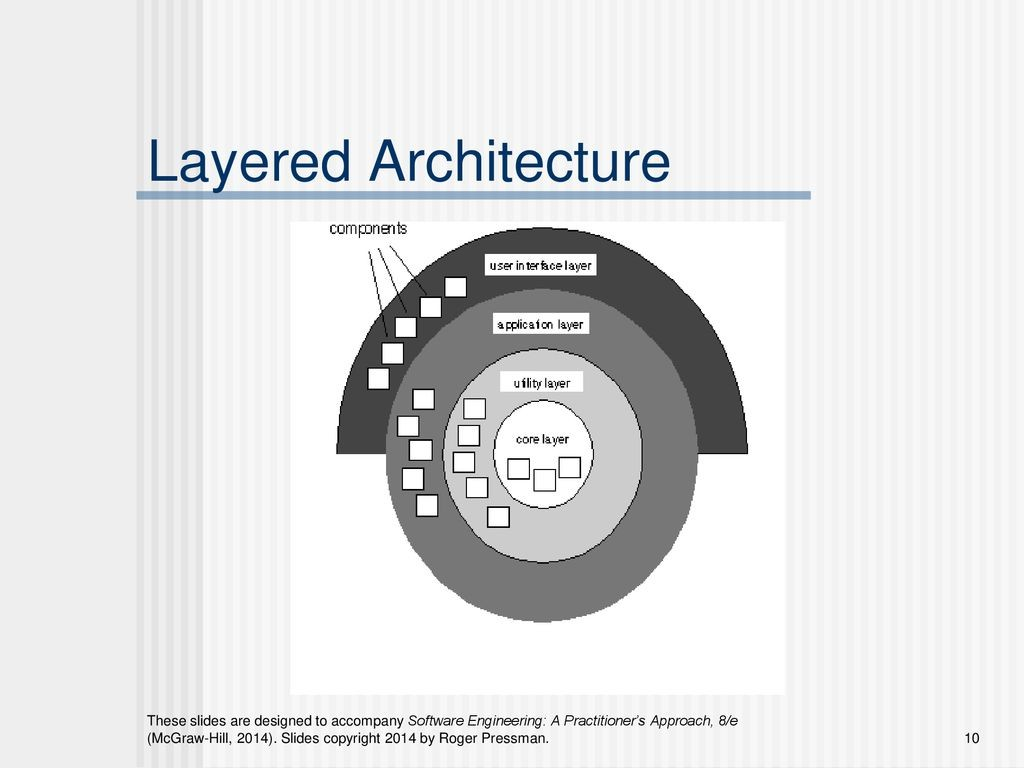 Layered Architecture
components
user interface layer
application layer
utility layer
core layer
These slides are designed to accompany Software Engineering: A Practitioner’s Approach, 8/e
(McGraw-Hill, 2014). Slides copyright 2014 by Roger Pressman.
10